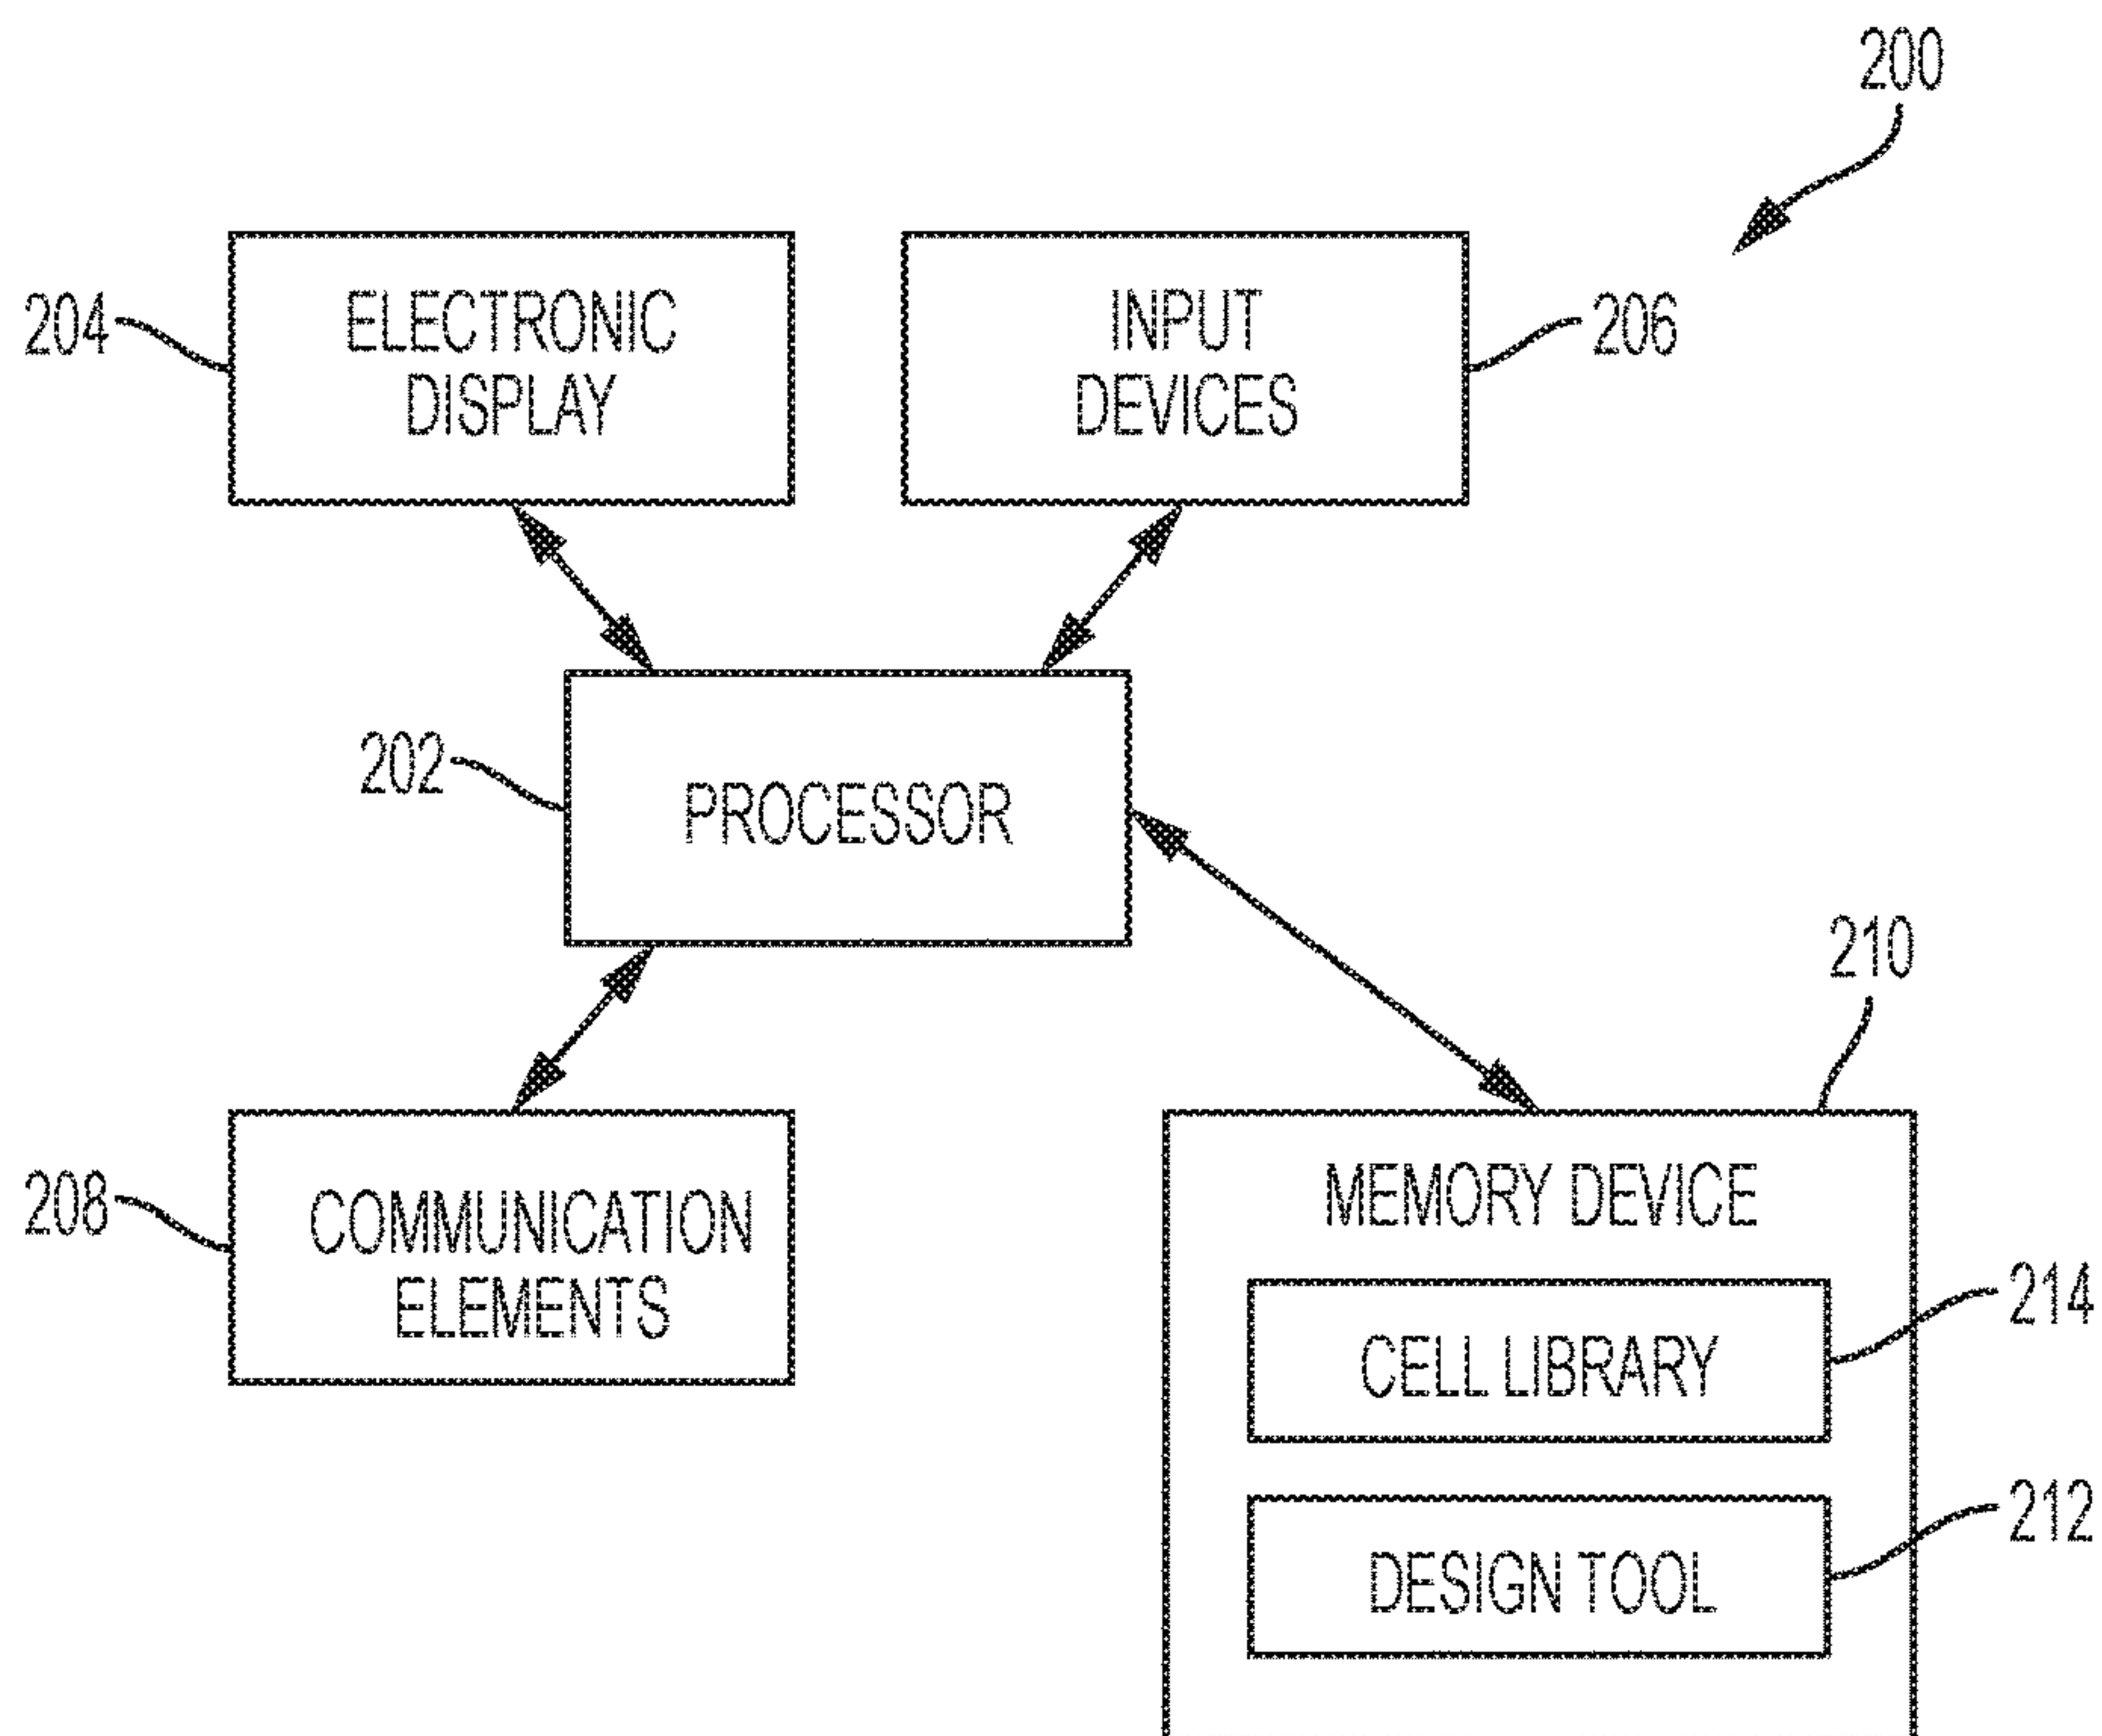 200
204
ELECTRONIC
DISPLAY
INPUT
DEVICES
206
202
PROCESSOR
210
208
COMMUNICATION
ELEMENTS
MEMORY DEVICE
214
CELL LIBRARY
212
DESIGN TOOL